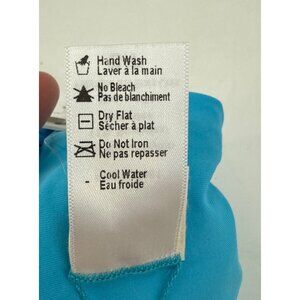 Hand Wash
Laver à la main
No Bleach
Pas de blanchiment
Dry Flat
Sècher à plat
Do Not Iron
Ne pas repasser
- Cool Water
Eau froide